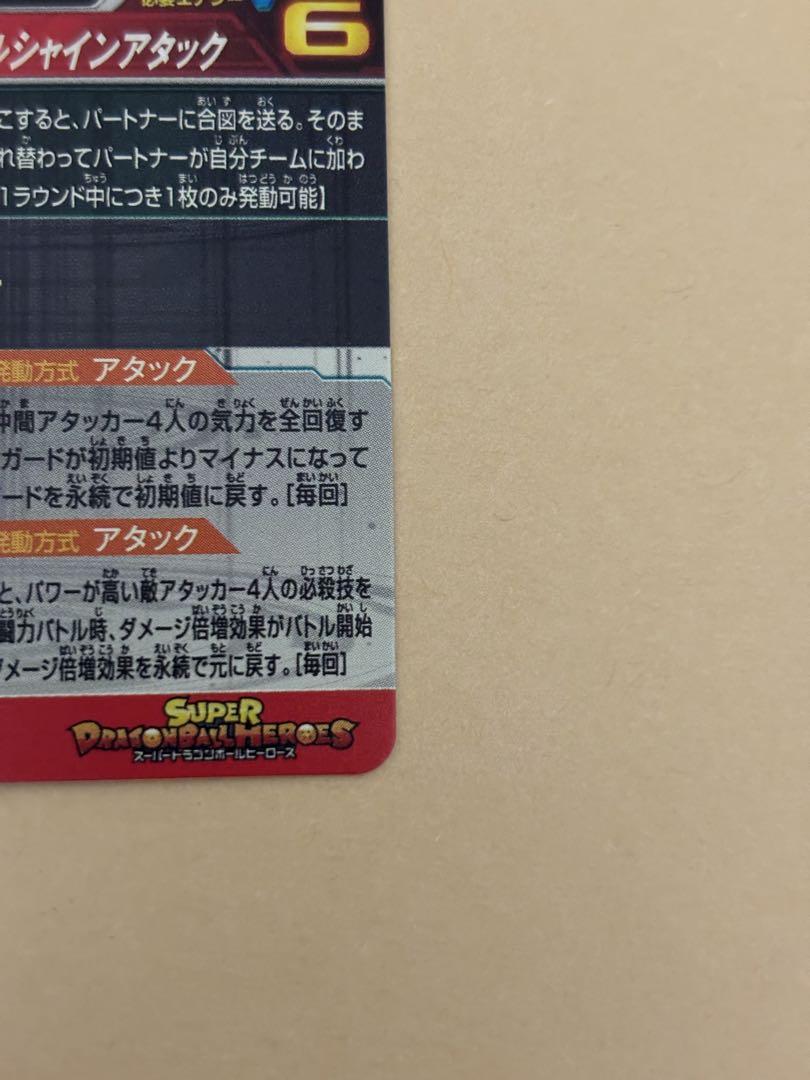 必要エナジー
6
ルシャインアタック
こすると、パートナーに合図を送る。そのま
れ替わってパートナーが自分チームに加わ
1ラウンド中につき1枚のみ発動可能】
発動方式 アタック
仲間アタッカー4人の気力を全回復す
ガードが初期値よりマイナスになって
ードを永続で初期値に戻す。[毎回]
発動方式 アタック
と、パワーが高い敵アタッカー4人の必殺技を
闘力バトル時、ダメージ倍増効果がバトル開始
ダメージ倍増効果を永続で元に戻す。[毎回]
SUPER
DRAGONBALL HEROES
スーパードラゴンボールヒーローズ